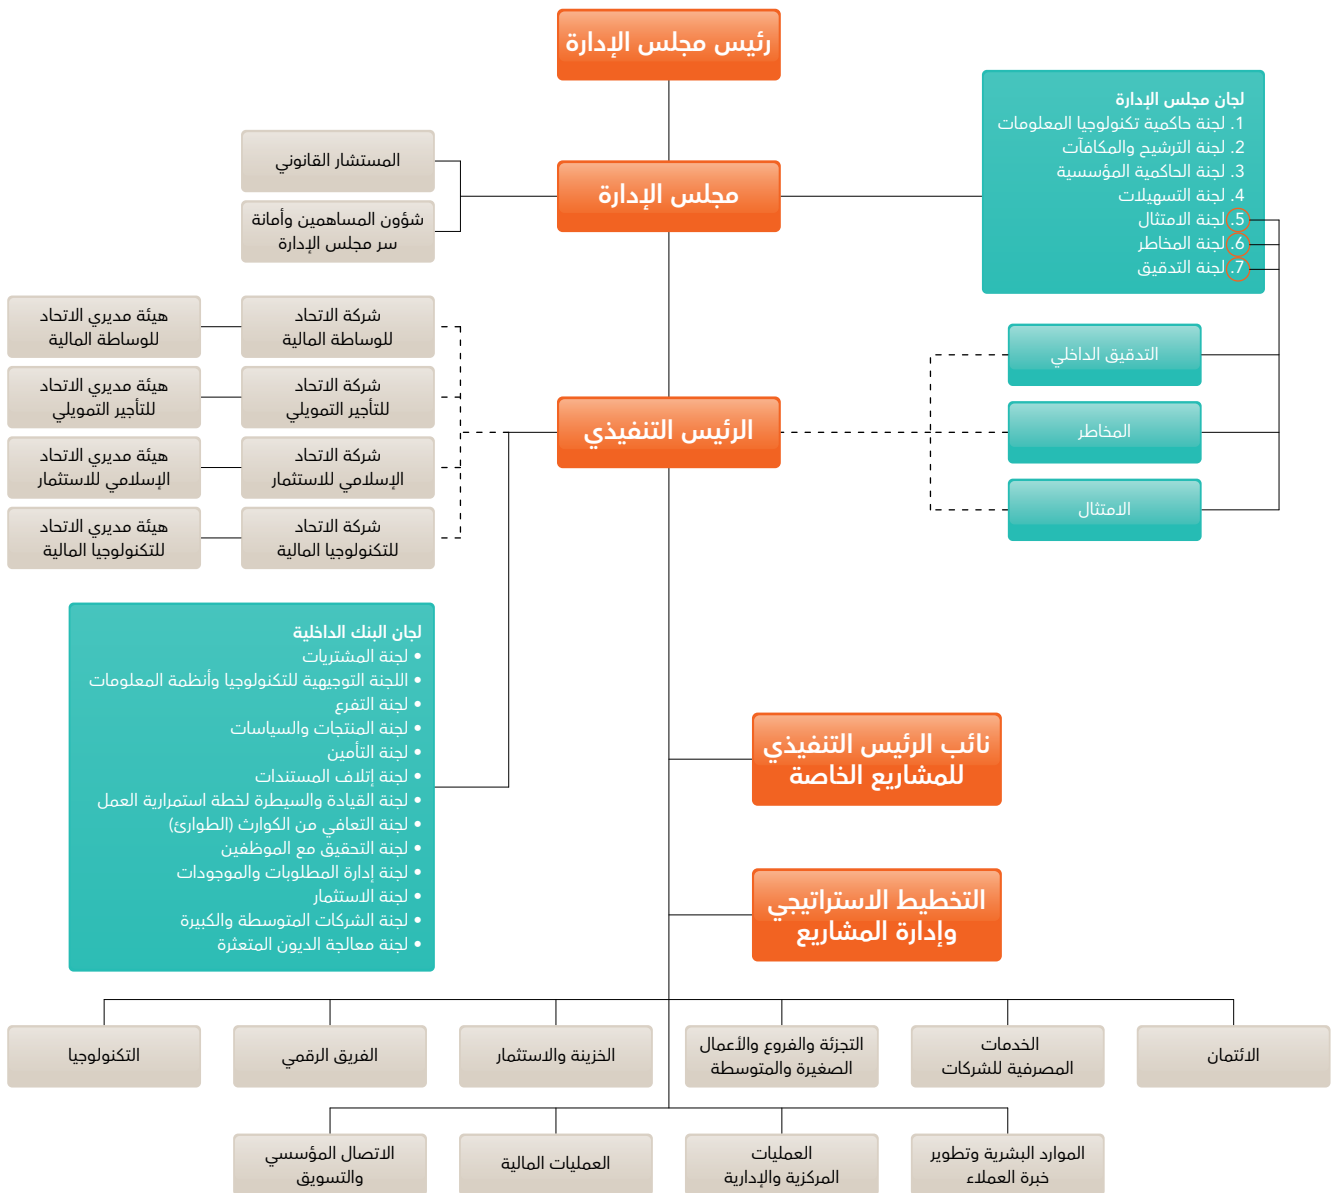 رئيس مجلس الإدارة
لجان مجلس الإدارة
1. لجنة حاكمية تكنولوجيا المعلومات
2. لجنة الترشيح والمكافآت
3. لجنة الحاكمية المؤسسية
4. لجنة التسهيلات
5. لجنة الامتثال
6. لجنة المخاطر
7. لجنة التدقيق
مجلس الإدارة
المستشار القانوني
شؤون المساهمين وأمانة
سر مجلس الإدارة
التدقيق الداخلي
المخاطر
الامتثال
الرئيس التنفيذي
شركة الاتحاد
للوساطة المالية
هيئة مديري الاتحاد
للوساطة المالية
شركة الاتحاد
للتأجير التمويلي
هيئة مديري الاتحاد
للتأجير التمويلي
شركة الاتحاد
الإسلامي للاستثمار
هيئة مديري الاتحاد
الإسلامي للاستثمار
شركة الاتحاد
للتكنولوجيا المالية
هيئة مديري الاتحاد
للتكنولوجيا المالية
لجان البنك الداخلية
• لجنة المشتريات
• اللجنة التوجيهية للتكنولوجيا وأنظمة المعلومات
• لجنة التفرع
• لجنة المنتجات والسياسات
• لجنة التأمين
• لجنة إتلاف المستندات
• لجنة القيادة والسيطرة لخطة استمرارية العمل
• لجنة التعافي من الكوارث (الطوارئ)
• لجنة التحقيق مع الموظفين
• لجنة إدارة المطلوبات والموجودات
• لجنة الاستثمار
• لجنة الشركات المتوسطة والكبيرة
• لجنة معالجة الديون المتعثرة
نائب الرئيس التنفيذي
للمشاريع الخاصة
التخطيط الاستراتيجي
وإدارة المشاريع
الائتمان
الخدمات
المصرفية للشركات
التجزئة والفروع والأعمال
الصغيرة والمتوسطة
الخزينة والاستثمار
الفريق الرقمي
التكنولوجيا
الموارد البشرية وتطوير
خبرة العملاء
العمليات
المركزية والإدارية
العمليات المالية
الاتصال المؤسسي
والتسويق